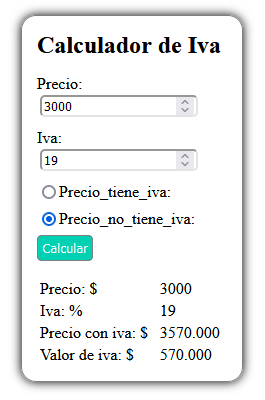 Calculador de Iva
Precio:
3000
Iva:
19
Precio_tiene_iva:
Precio_no_tiene_iva:
Calcular
Precio: $ 3000
Iva: % 19
Precio con iva: $ 3570.000
Valor de iva: $ 570.000